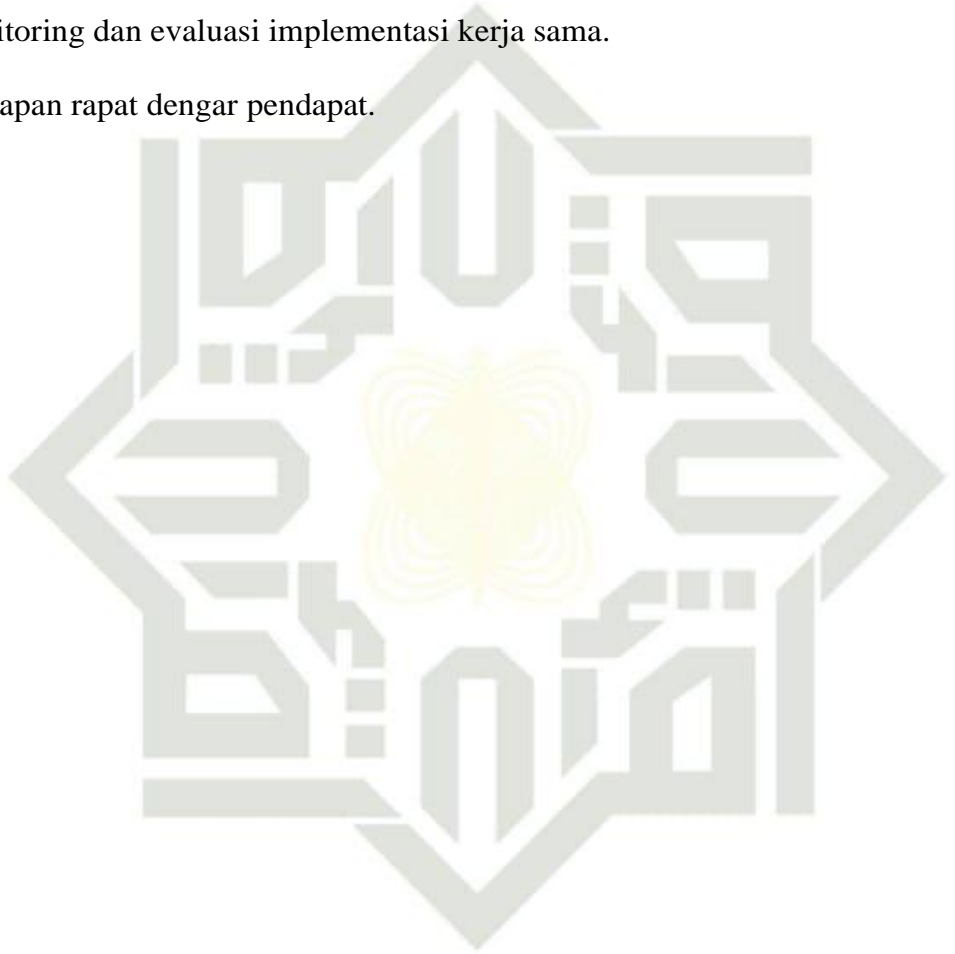 itoring dan evaluasi implementasi kerja sama.
apan rapat dengar pendapat.